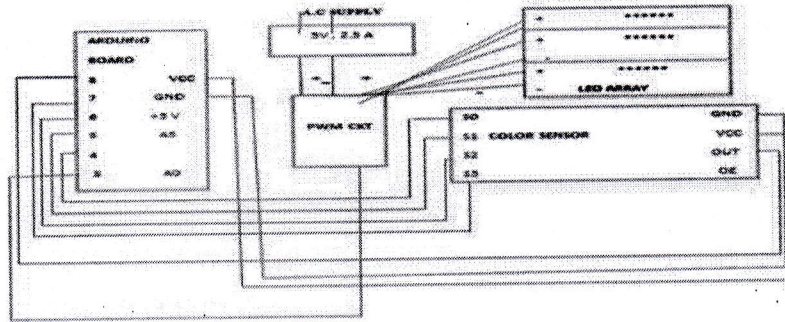 A.C SUPPLY
5V, 2.5 A
ARDUINO
BOARD
8 VCC
7 GND
6 +5 V
5 A5
4
3 A0
PWM CKT
+ ******
+ ******
+ ******
- LED ARRAY
S0 GND
S1 COLOR SENSOR VCC
S2 OUT
S3 OE